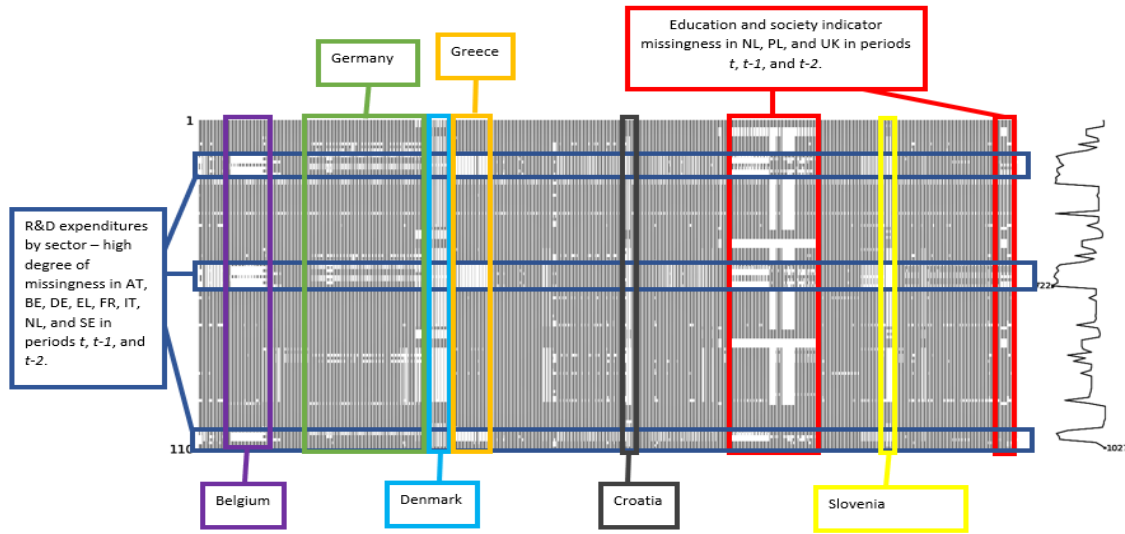 Education and society indicator
missingness in NL, PL, and UK in periods
t, t-1, and t-2.
Greece
Germany
1
R&D expenditures
by sector – high
degree of
missingness in AT,
BE, DE, EL, FR, IT,
NL, and SE in
periods t, t-1, and
t-2.
722
110
1027
Belgium
Denmark
Croatia
Slovenia